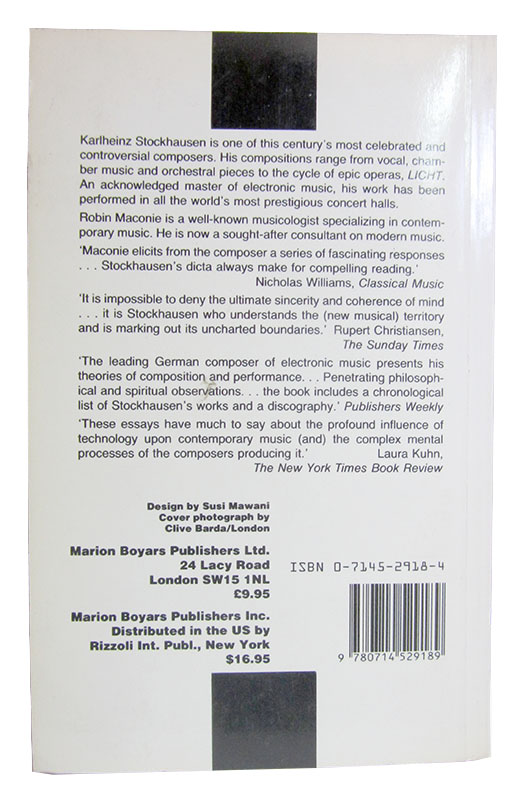 Karlheinz Stockhausen is one of this century's most celebrated and
controversial composers. His compositions range from vocal, cham-
ber music and orchestral pieces to the cycle of epic operas, LICHT.
An acknowledged master of electronic music, his work has been
performed in all the world's most prestigious concert halls.
Robin Maconie is a well-known musicologist specializing in contem-
porary music. He is now a sought-after consultant on modern music.
'Maconie elicits from the composer a series of fascinating responses
. . . Stockhausen's dicta always make for compelling reading.'
Nicholas Williams, Classical Music
'It is impossible to deny the ultimate sincerity and coherence of mind
. . . it is Stockhausen who understands the (new musical) territory
and is marking out its uncharted boundaries.' Rupert Christiansen,
The Sunday Times
'The leading German composer of electronic music presents his
theories of composition and performance. . . Penetrating philosoph-
ical and spiritual observations. . . the book includes a chronological
list of Stockhausen's works and a discography.' Publishers Weekly
'These essays have much to say about the profound influence of
technology upon contemporary music (and) the complex mental
processes of the composers producing it.' Laura Kuhn,
The New York Times Book Review
Design by Susi Mawani
Cover photograph by
Clive Barda/London
Marion Boyars Publishers Ltd.
24 Lacy Road
London SW15 1NL
£9.95
Marion Boyars Publishers Inc.
Distributed in the US by
Rizzoli Int. Publ., New York
$16.95
ISBN 0-7145-2918-4
9 780714 529189